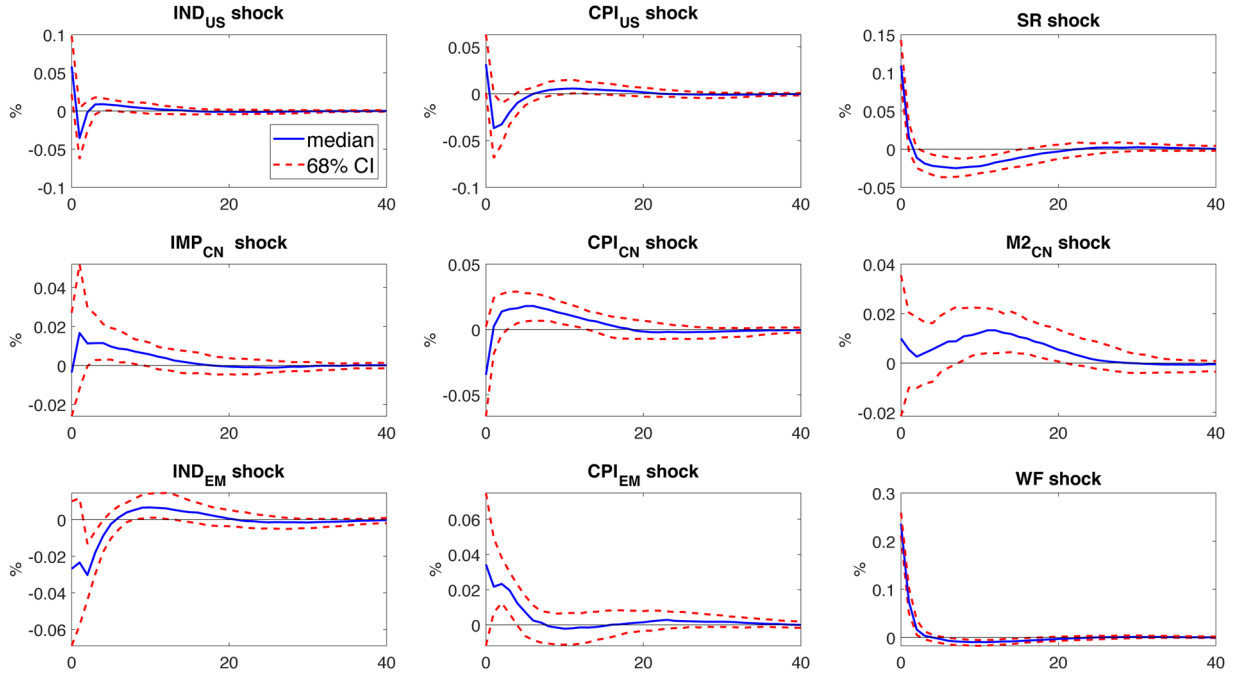 IND_US shock
0.1
0.05
0
-0.05
-0.1
%
0 20 40
median
68% CI
CPI_US shock
0.05
0
-0.05
-0.1
%
0 20 40
SR shock
0.15
0.1
0.05
0
-0.05
%
0 20 40
IMP_CN shock
0.04
0.02
0
-0.02
%
0 20 40
CPI_CN shock
0.05
0
-0.05
%
0 20 40
M2_CN shock
0.04
0.02
0
-0.02
%
0 20 40
IND_EM shock
0
-0.02
-0.04
-0.06
%
0 20 40
CPI_EM shock
0.06
0.04
0.02
0
%
0 20 40
WF shock
0.3
0.2
0.1
0
%
0 20 40